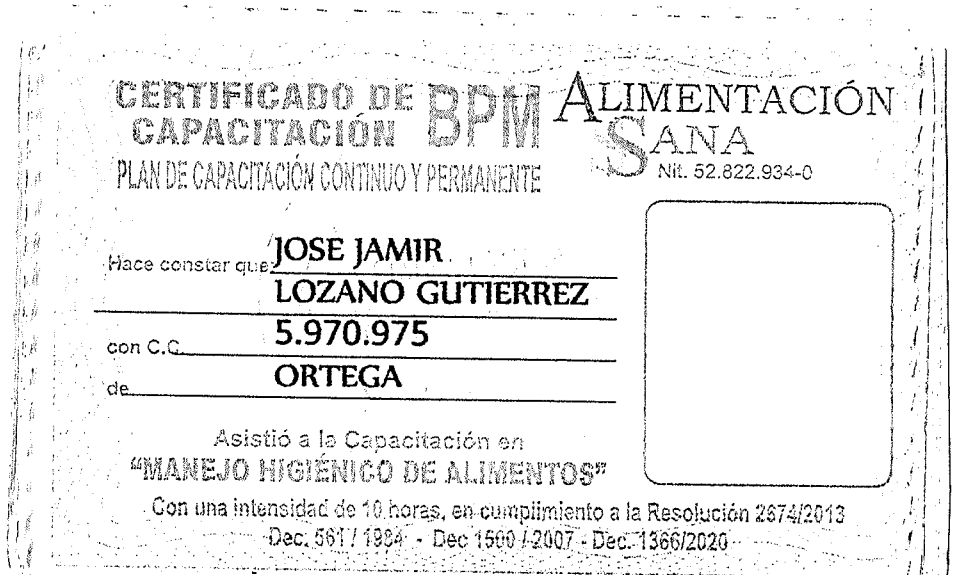 CERTIFICADO DE CAPACITACIÓN BPM
PLAN DE CAPACITACIÓN CONTINUO Y PERMANENTE
ALIMENTACIÓN
SANA
Nit. 52.822.934-0
Hace constar que: JOSE JAMIR
LOZANO GUTIERREZ
con C.C. 5.970.975
de ORTEGA
Asistió a la Capacitación en
“MANEJO HIGIÉNICO DE ALIMENTOS”
Con una intensidad de 10 horas, en cumplimiento a la Resolución 2674/2013
Dec. 561 / 1984 - Dec 1500 / 2007 - Dec. 1366/2020